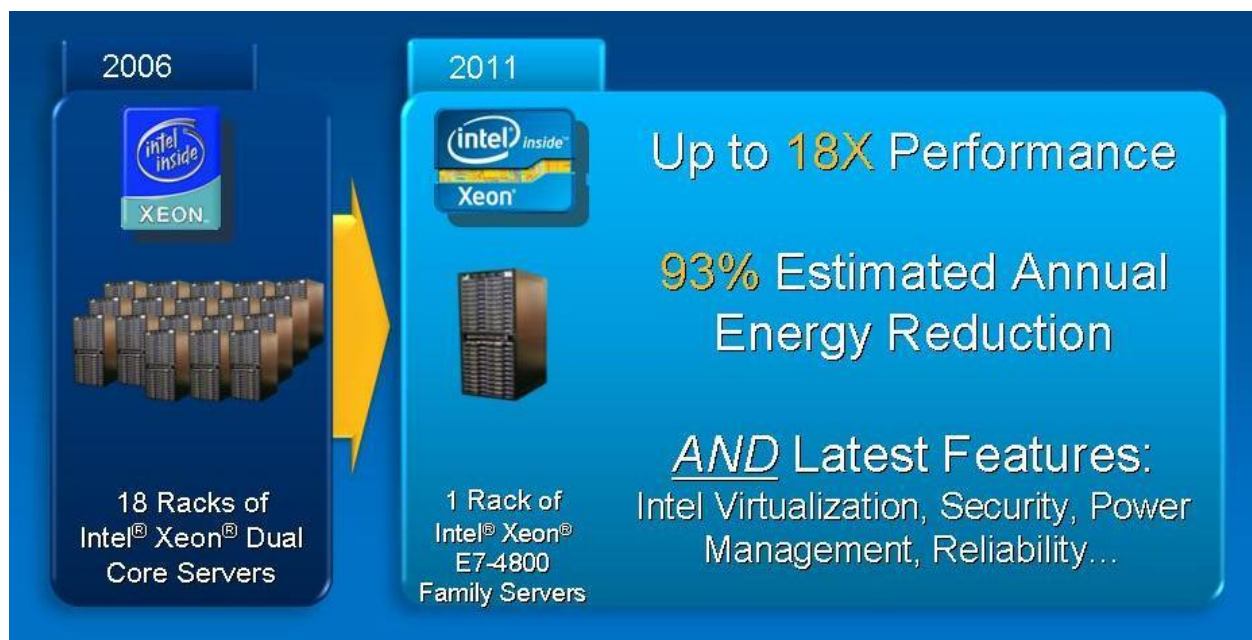 2006
intel
inside
XEON™
18 Racks of
Intel® Xeon® Dual
Core Servers
2011
intel® inside™
Xeon®
1 Rack of
Intel® Xeon®
E7-4800
Family Servers
Up to 18X Performance
93% Estimated Annual
Energy Reduction
AND Latest Features:
Intel Virtualization, Security, Power
Management, Reliability...